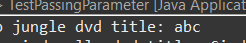 TestPassingParameter [Java Applicat
o jungle dvd title: abc